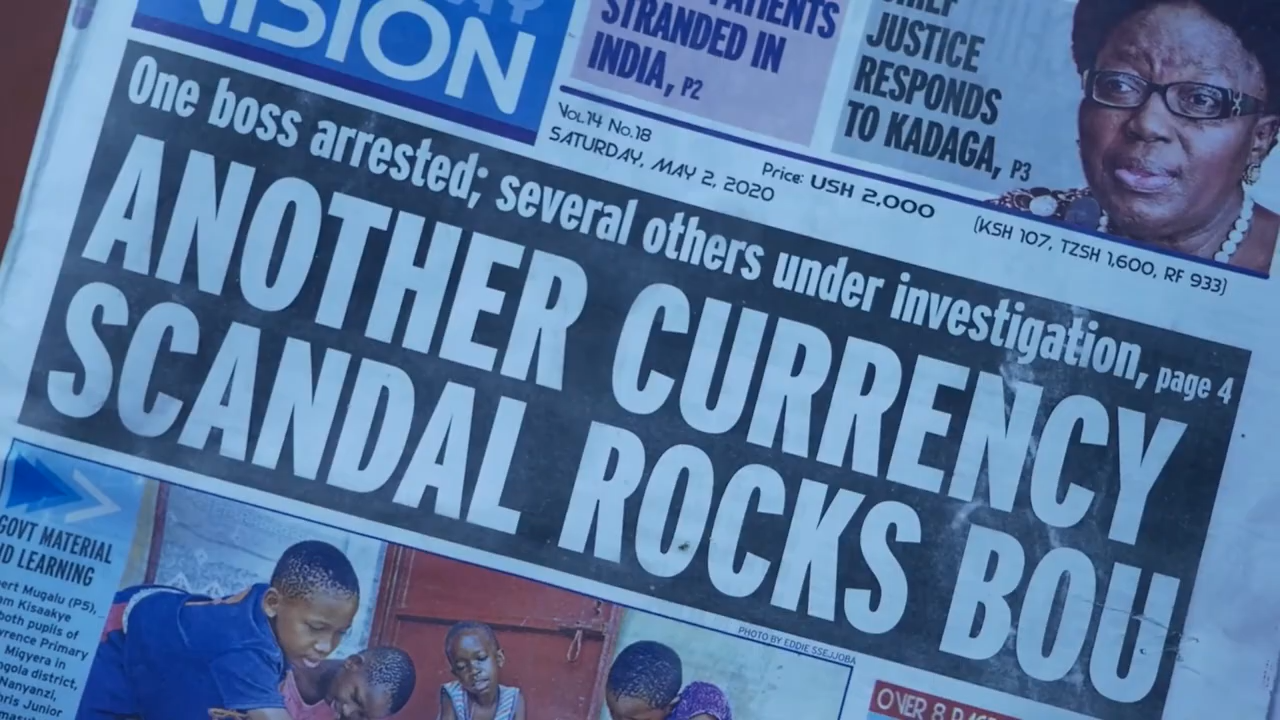 VISION
PATIENTS
STRANDED IN
INDIA, P2
CHIEF
JUSTICE
RESPONDS
TO KADAGA, P3
VOL.14 NO.18
SATURDAY, MAY 2, 2020
Price: USH 2,000
(KSH 107, TZSH 1,600, RF 933)
One boss arrested; several others under investigation, page 4
ANOTHER CURRENCY
SCANDAL ROCKS BOU
GOVT MATERIAL
LEARNING
Mugalu (P5),
Kisaakye
both pupils of
Primary
Migyera in
district,
Nanyanzi,
Junior
PHOTO BY EDDIE SSEJJOBA
OVER 8